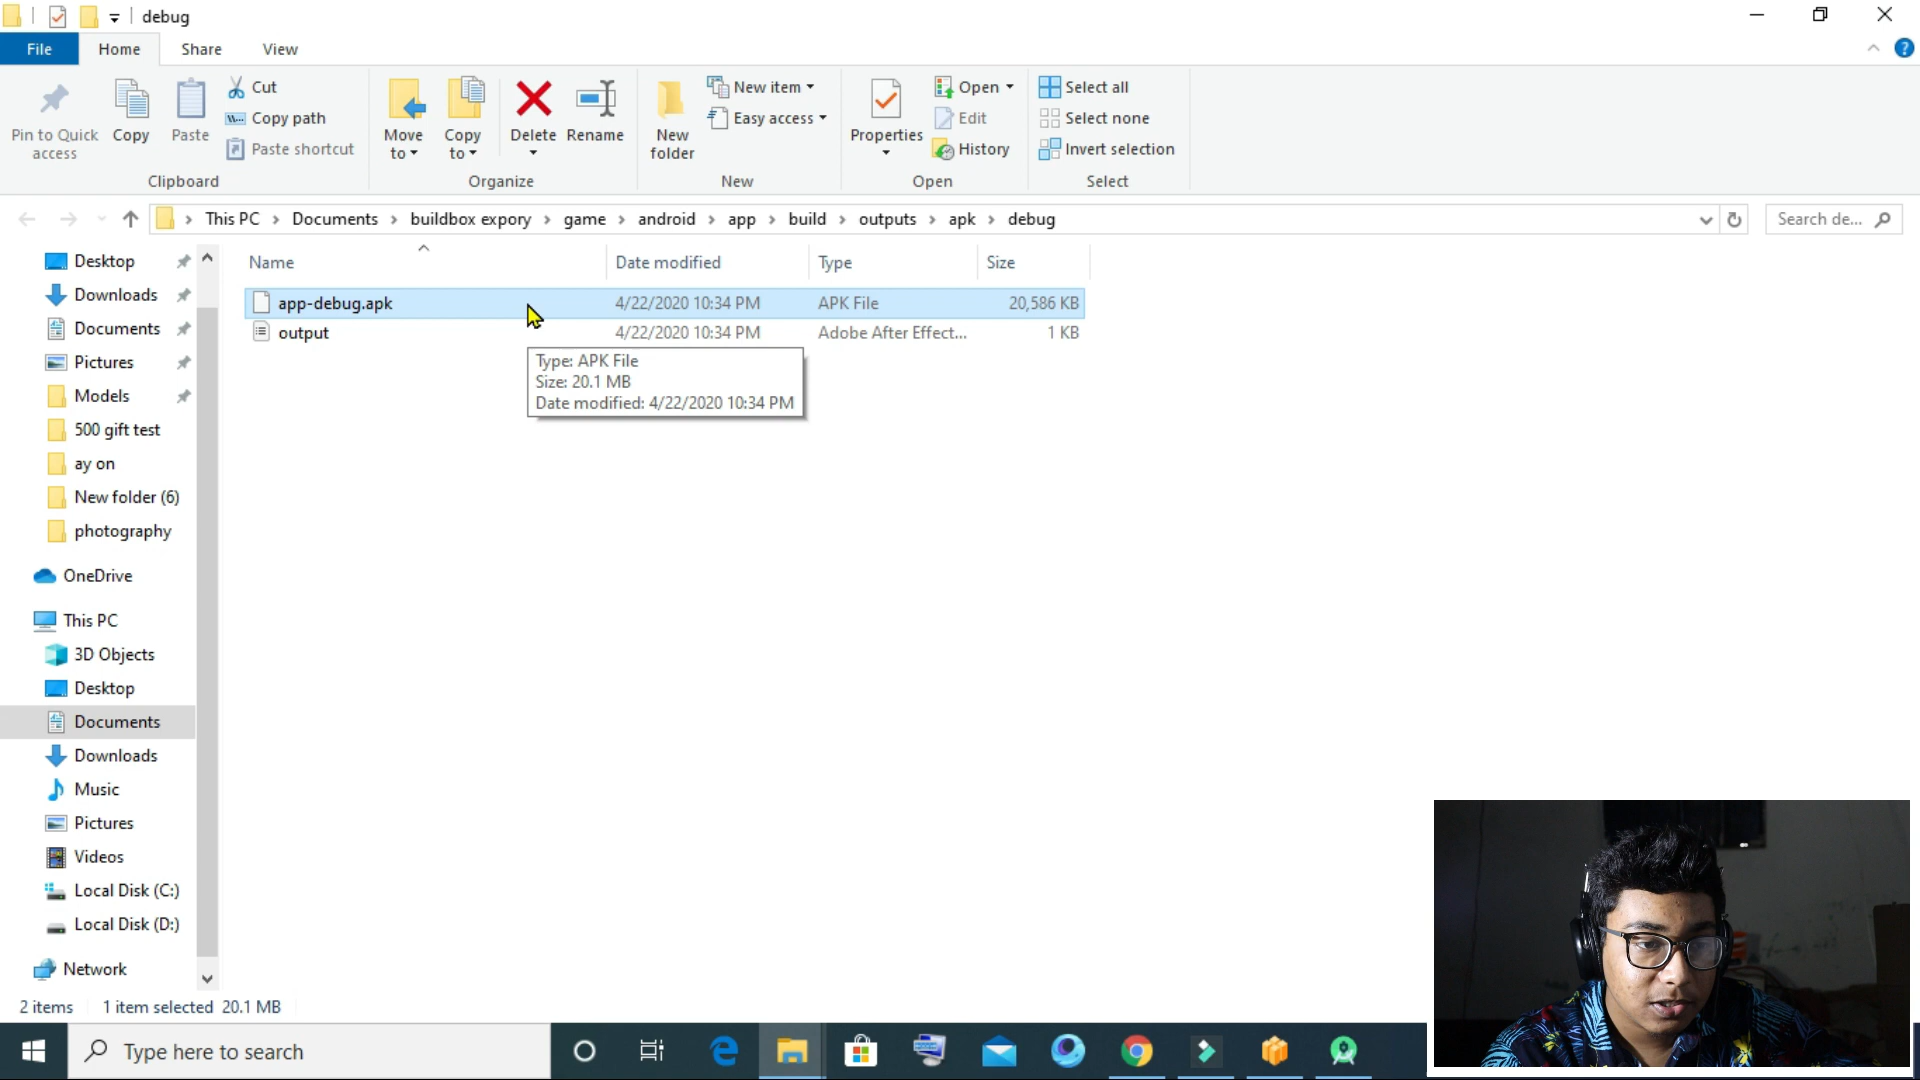 debug
File Home Share View
Pin to Quick access
Copy
Paste
Cut
Copy path
Paste shortcut
Clipboard
Move to
Copy to
Delete
Rename
Organize
New folder
New item
Easy access
New
Properties
Open
Edit
History
Open
Select all
Select none
Invert selection
Select
This PC > Documents > buildbox expory > game > android > app > build > outputs > apk > debug
Search de...
Name Date modified Type Size
app-debug.apk 4/22/2020 10:34 PM APK File 20,586 KB
output 4/22/2020 10:34 PM Adobe After Effect... 1 KB
Type: APK File
Size: 20.1 MB
Date modified: 4/22/2020 10:34 PM
Desktop
Downloads
Documents
Pictures
Models
500 gift test
ay on
New folder (6)
photography
OneDrive
This PC
3D Objects
Desktop
Documents
Downloads
Music
Pictures
Videos
Local Disk (C:)
Local Disk (D:)
Network
2 items 1 item selected 20.1 MB
Type here to search